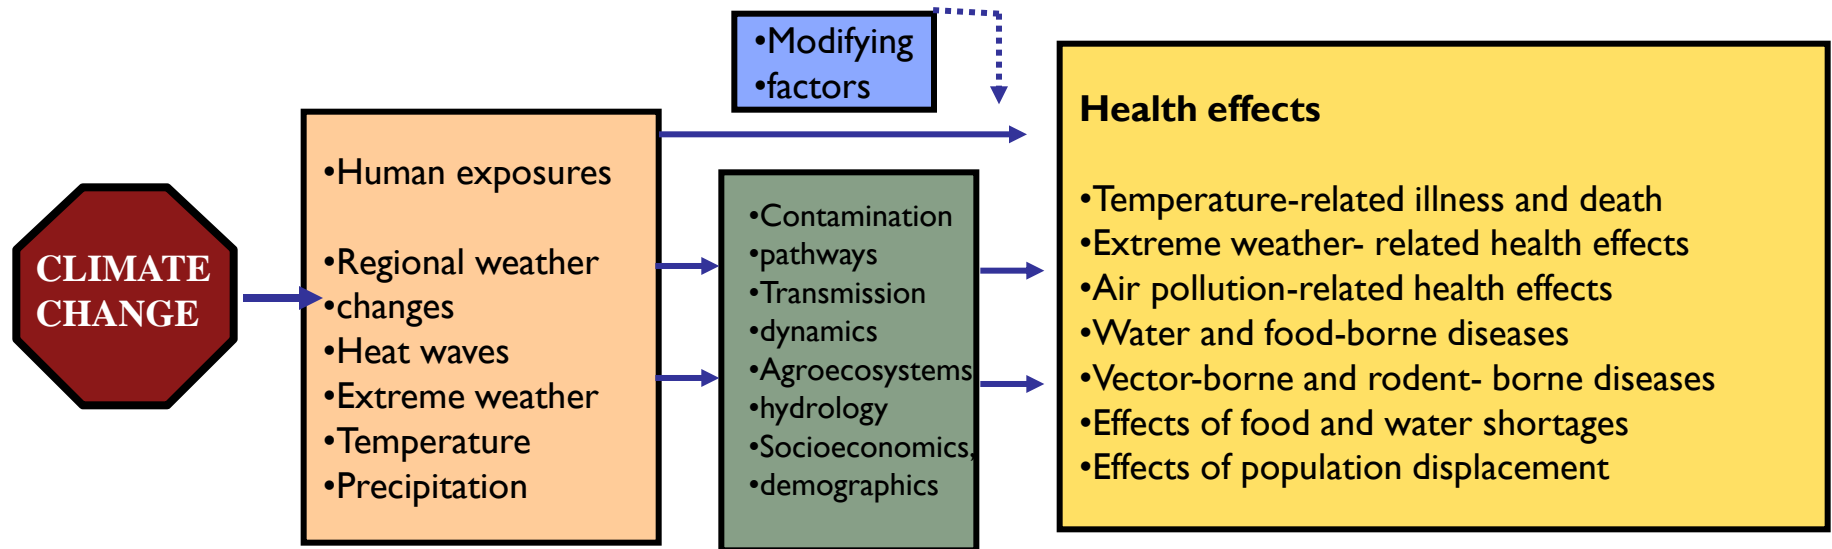 CLIMATE
CHANGE
•Human exposures
•Regional weather
•changes
•Heat waves
•Extreme weather
•Temperature
•Precipitation
•Modifying
•factors
•Contamination
•pathways
•Transmission
•dynamics
•Agroecosystems
•hydrology
•Socioeconomics,
•demographics
Health effects
•Temperature-related illness and death
•Extreme weather- related health effects
•Air pollution-related health effects
•Water and food-borne diseases
•Vector-borne and rodent- borne diseases
•Effects of food and water shortages
•Effects of population displacement